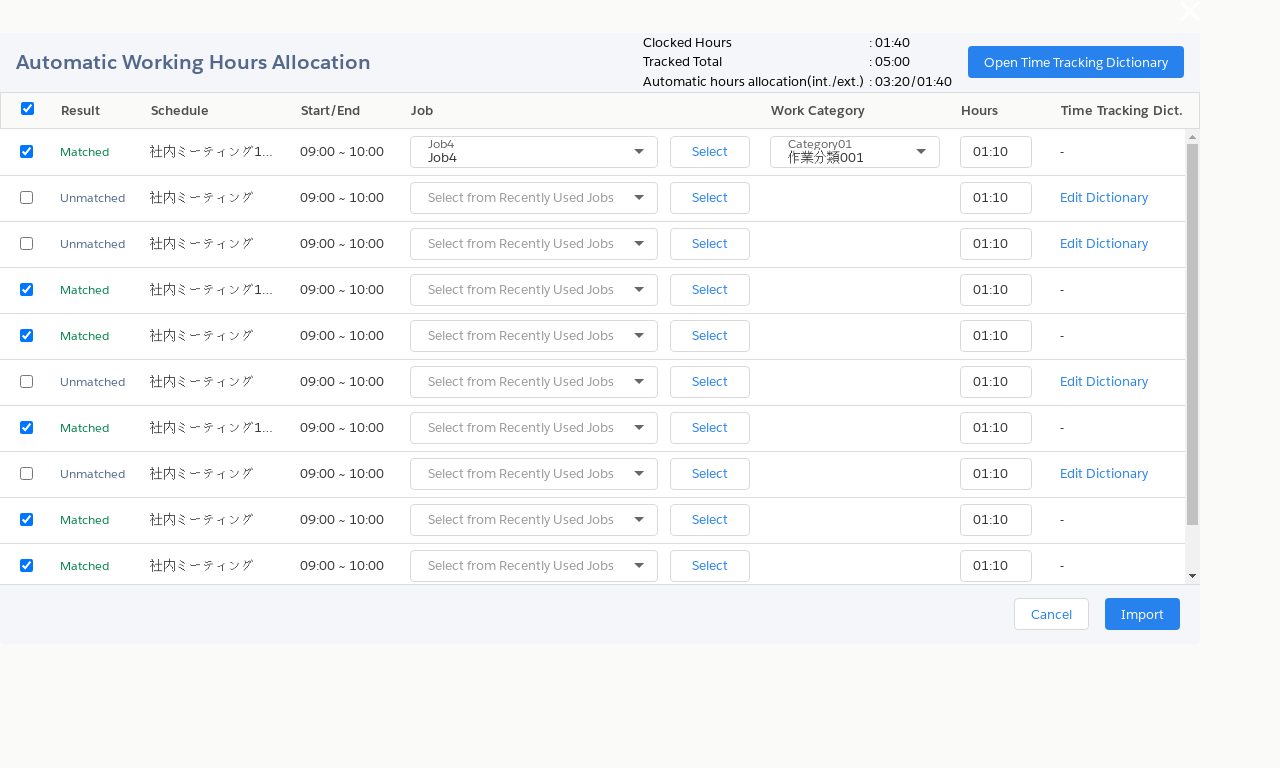 Automatic Working Hours Allocation
Clocked Hours : 01:40
Tracked Total : 05:00
Automatic hours allocation(int./ext.) : 03:20/01:40
Open Time Tracking Dictionary
Result Schedule Start/End Job Work Category Hours Time Tracking Dict.
Job4 Category01
Matched 社内ミーティング1... 09:00 ~ 10:00 Job4 Select 作業分類001 01:10 -
Unmatched 社内ミーティング 09:00 ~ 10:00 Select from Recently Used Jobs Select 01:10 Edit Dictionary
Unmatched 社内ミーティング 09:00 ~ 10:00 Select from Recently Used Jobs Select 01:10 Edit Dictionary
Matched 社内ミーティング1... 09:00 ~ 10:00 Select from Recently Used Jobs Select 01:10 -
Matched 社内ミーティング 09:00 ~ 10:00 Select from Recently Used Jobs Select 01:10 -
Unmatched 社内ミーティング 09:00 ~ 10:00 Select from Recently Used Jobs Select 01:10 Edit Dictionary
Matched 社内ミーティング1... 09:00 ~ 10:00 Select from Recently Used Jobs Select 01:10 -
Unmatched 社内ミーティング 09:00 ~ 10:00 Select from Recently Used Jobs Select 01:10 Edit Dictionary
Matched 社内ミーティング 09:00 ~ 10:00 Select from Recently Used Jobs Select 01:10 -
Matched 社内ミーティング 09:00 ~ 10:00 Select from Recently Used Jobs Select 01:10 -
Cancel Import